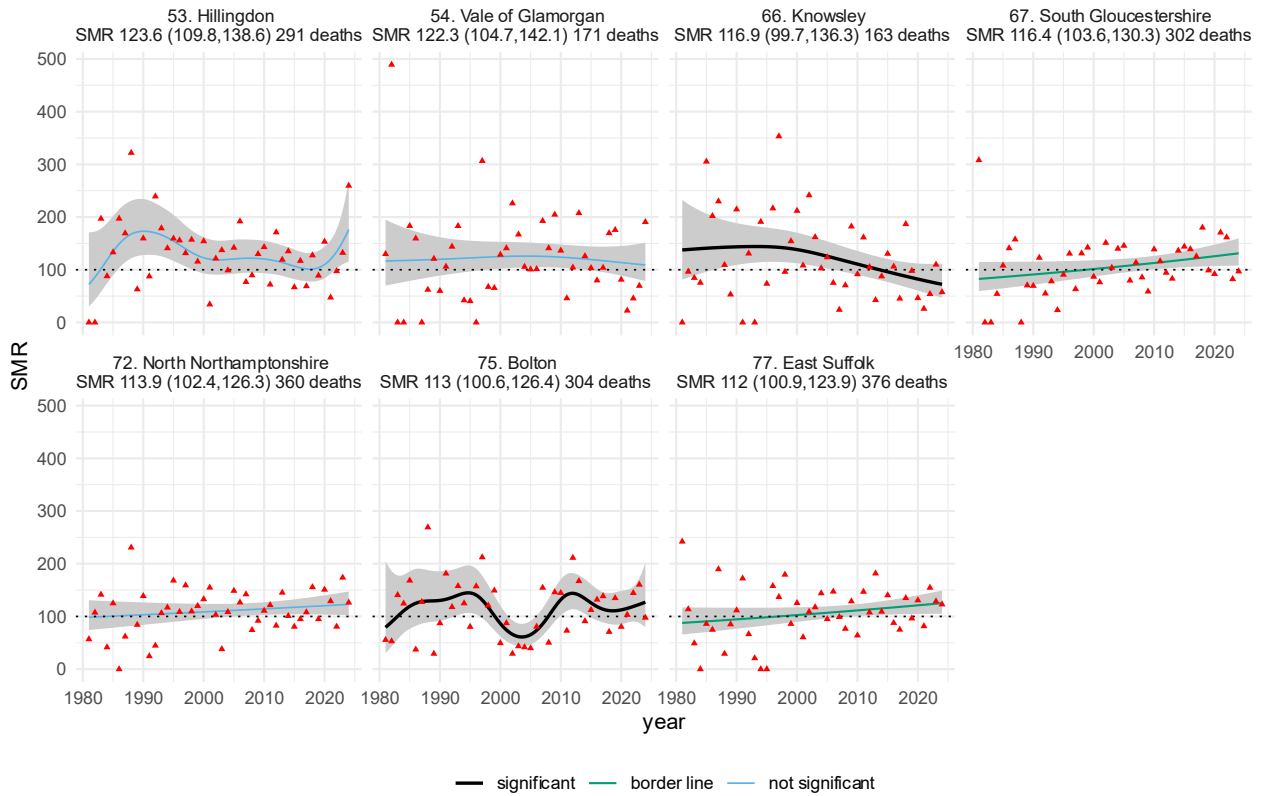 53. Hillingdon
SMR 123.6 (109.8,138.6) 291 deaths
54. Vale of Glamorgan
SMR 122.3 (104.7,142.1) 171 deaths
66. Knowsley
SMR 116.9 (99.7,136.3) 163 deaths
67. South Gloucestershire
SMR 116.4 (103.6,130.3) 302 deaths
500
400
300
200
100
0
1980 1990 2000 2010 2020
SMR
72. North Northamptonshire
SMR 113.9 (102.4,126.3) 360 deaths
75. Bolton
SMR 113 (100.6,126.4) 304 deaths
77. East Suffolk
SMR 112 (100.9,123.9) 376 deaths
500
400
300
200
100
0
1980 1990 2000 2010 2020
1980 1990 2000 2010 2020
1980 1990 2000 2010 2020
year
significant
border line
not significant